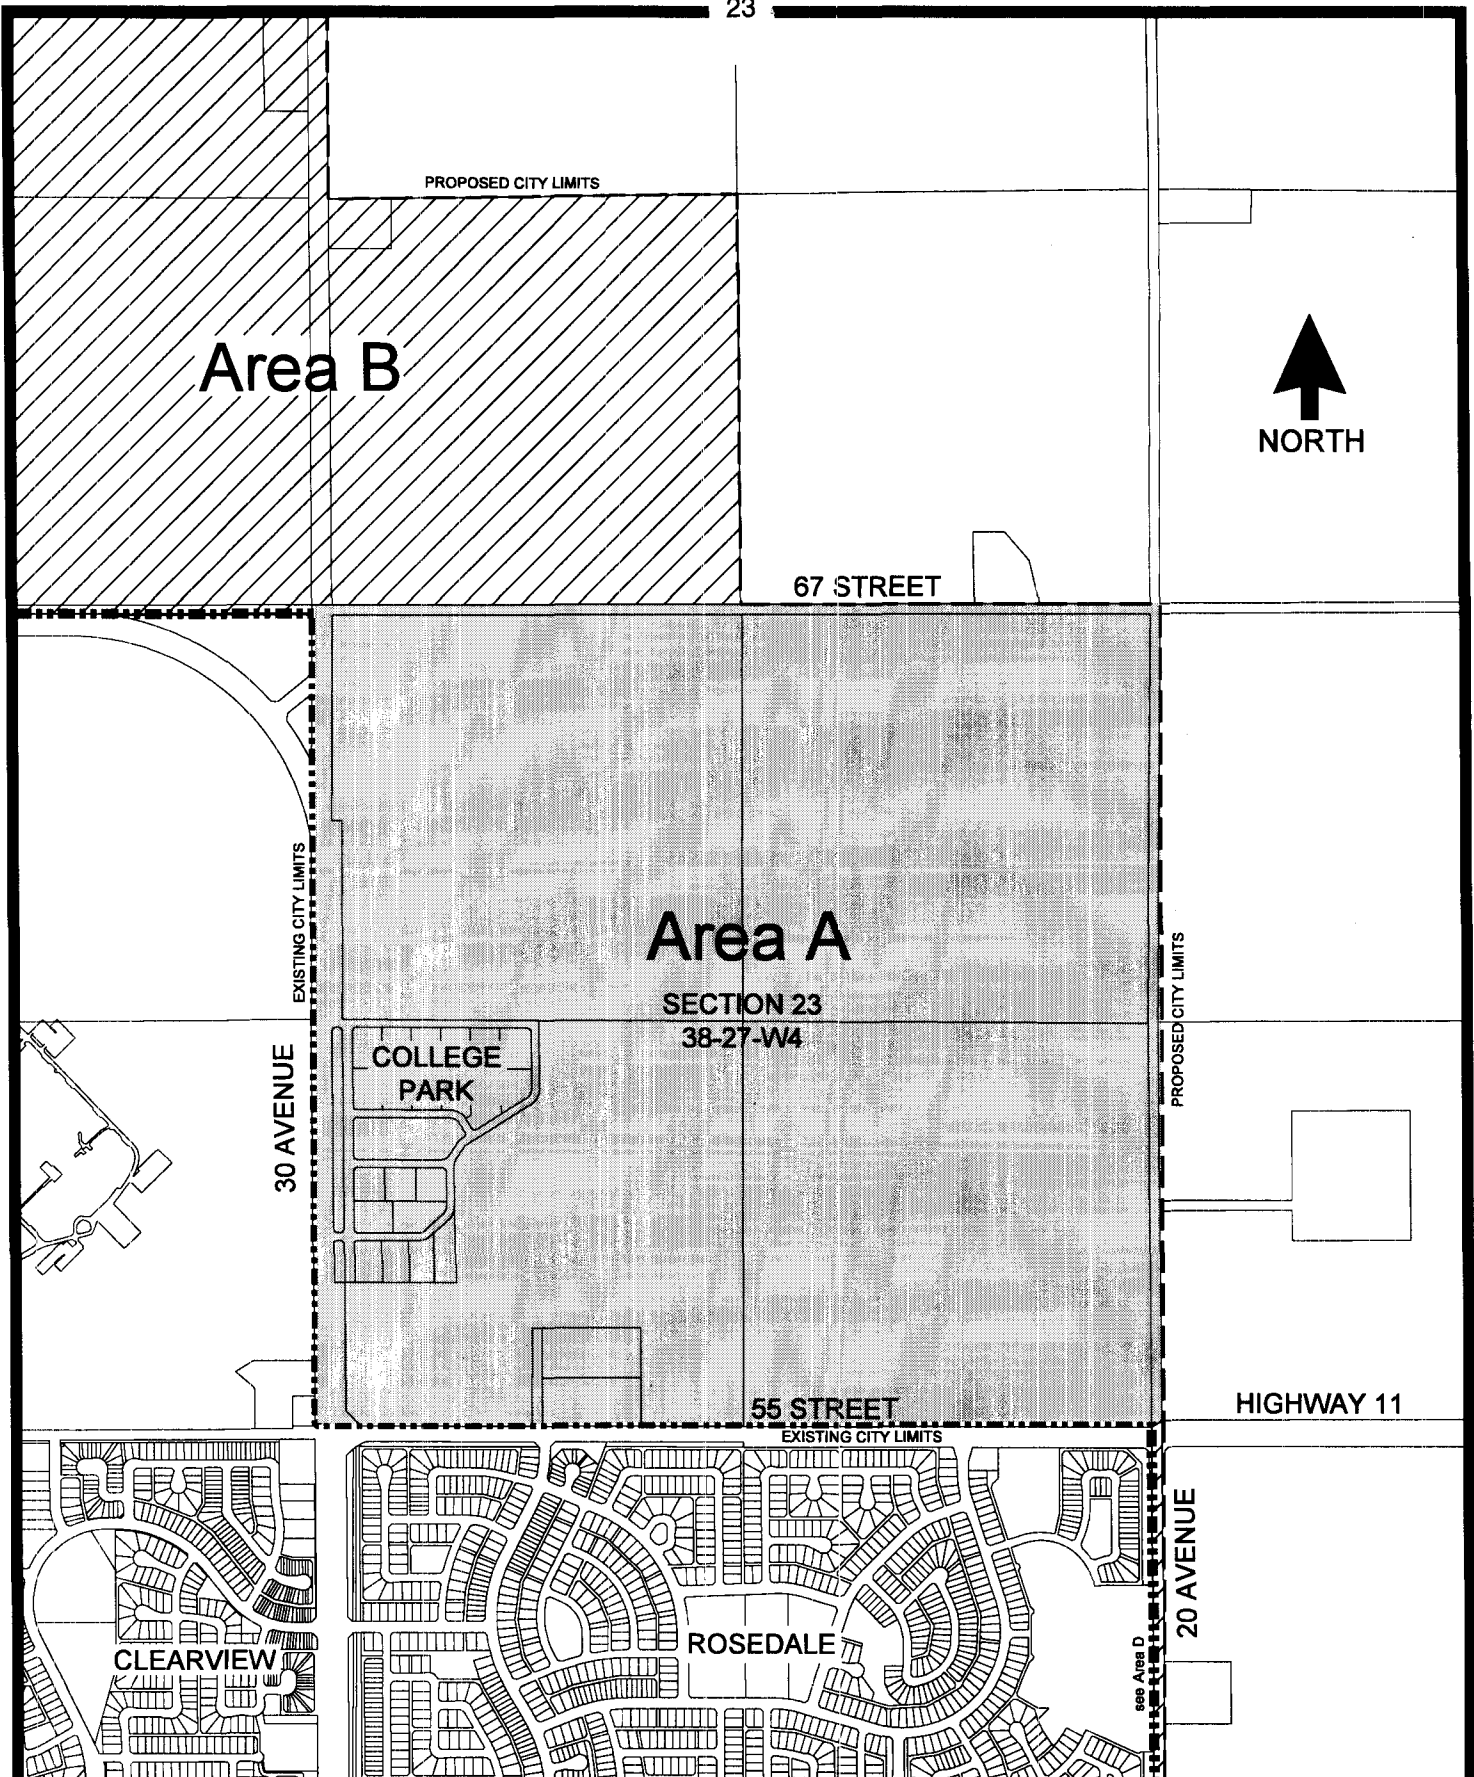 23
PROPOSED CITY LIMITS
Area B
NORTH
67 STREET
EXISTING CITY LIMITS
Area A
SECTION 23
38-27-W4
PROPOSED CITY LIMITS
COLLEGE
PARK
30 AVENUE
55 STREET
HIGHWAY 11
EXISTING CITY LIMITS
20 AVENUE
see Area D
ROSEDALE
CLEARVIEW